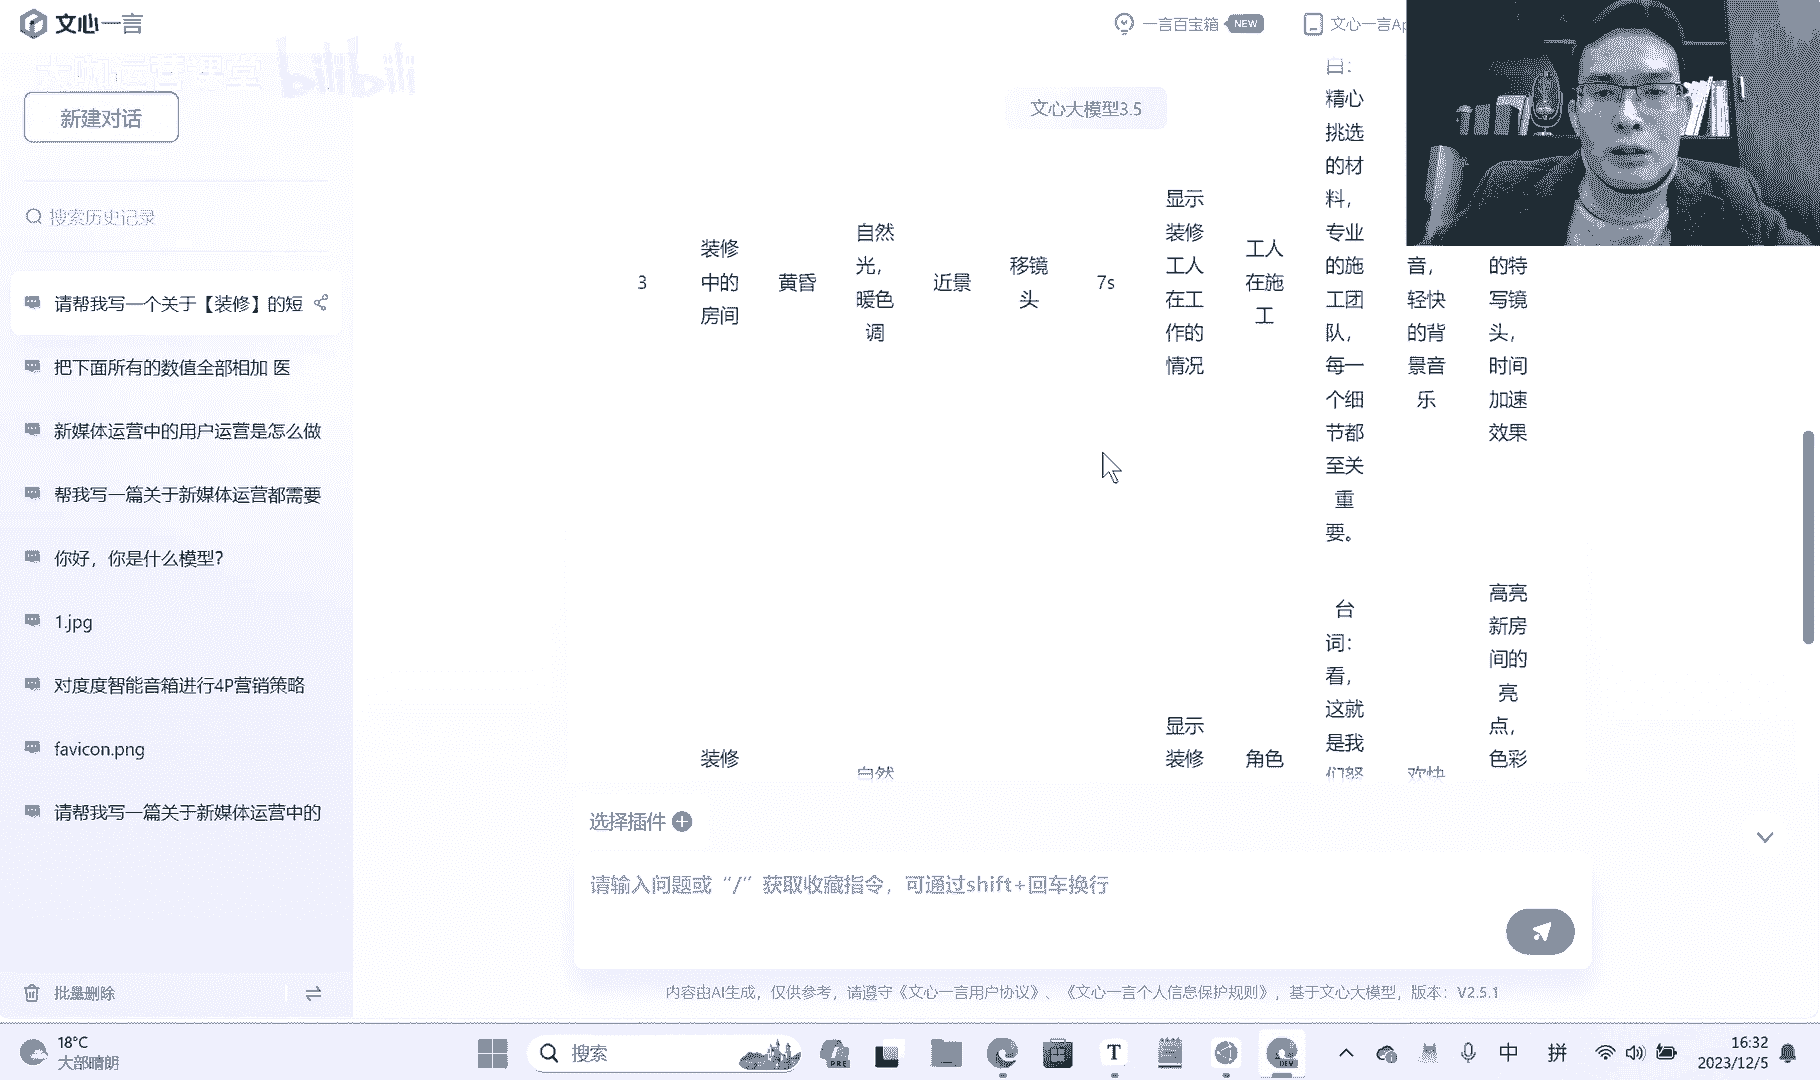 文心一言
一言百宝箱 NEW
文心一言Ap
大咖运营课堂 bilibili
新建对话
文心大模型3.5
搜索历史记录
请帮我写一个关于【装修】的短
把下面所有的数值全部相加 医
新媒体运营中的用户运营是怎么做
帮我写一篇关于新媒体运营都需要
你好，你是什么模型？
1.jpg
对度度智能音箱进行4P营销策略
favicon.png
请帮我写一篇关于新媒体运营中的
批量删除
3
装修
中的
房间
黄昏
自然
光，
暖色
调
近景
移镜
头
7s
显示
装修
工人
在工
作的
情况
工人
在施
工
白：
精心
挑选
的材
料，
专业
的施
工团
队，
每一
个细
节都
至关
重
要。
音，
轻快
的背
景音
乐
的特
写镜
头，
时间
加速
效果
装修
自然
显示
装修
角色
台
词：
看，
这就
是我
们努
欢快
高亮
新房
间的
亮
点，
色彩
选择插件
请输入问题或“/”获取收藏指令，可通过shift+回车换行
内容由AI生成，仅供参考，请遵守《文心一言用户协议》、《文心一言个人信息保护规则》，基于文心大模型，版本：V2.5.1
18°C
大部晴朗
搜索
PRE
T
DEV
中
拼
16:32
2023/12/5